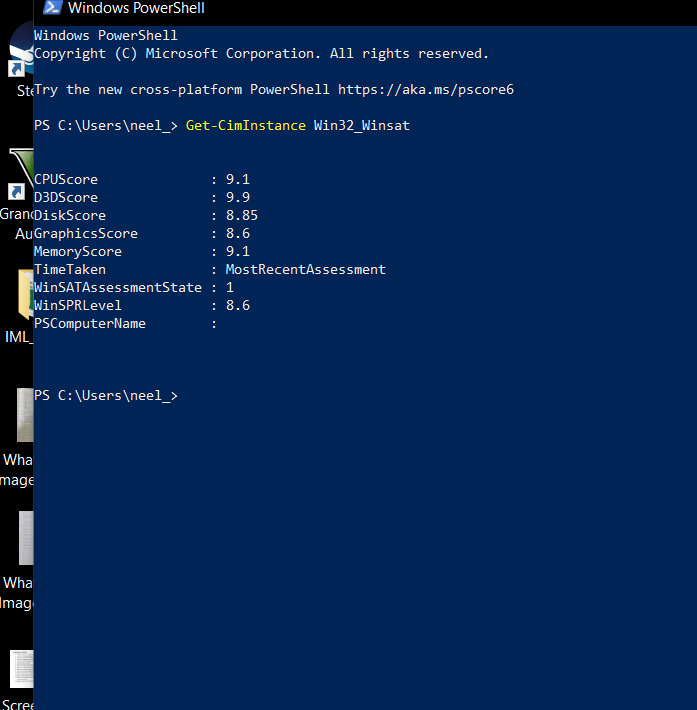 Windows PowerShell
Windows PowerShell
Copyright (C) Microsoft Corporation. All rights reserved.
Try the new cross-platform PowerShell https://aka.ms/pscore6
PS C:\Users\neel_> Get-CimInstance Win32_Winsat
CPUScore : 9.1
D3DScore : 9.9
DiskScore : 8.85
GraphicsScore : 8.6
MemoryScore : 9.1
TimeTaken : MostRecentAssessment
WinSATAssessmentState : 1
WinSPRLevel : 8.6
PSComputerName :
PS C:\Users\neel_>
Ste
Gran
Au
IML_
Wha
mage
Wha
Imag
Scree